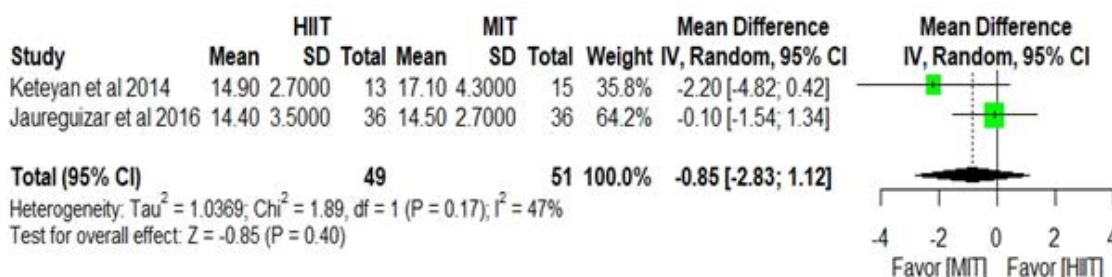 HIIT MIT Mean Difference Mean Difference
Study Mean SD Total Mean SD Total Weight IV, Random, 95% CI IV, Random, 95% CI
Keteyan et al 2014 14.90 2.7000 13 17.10 4.3000 15 35.8% -2.20 [-4.82; 0.42]
Jaureguizar et al 2016 14.40 3.5000 36 14.50 2.7000 36 64.2% -0.10 [-1.54; 1.34]
Total (95% CI) 49 51 100.0% -0.85 [-2.83; 1.12]
Heterogeneity: Tau² = 1.0369; Chi² = 1.89, df = 1 (P = 0.17); I² = 47%
Test for overall effect: Z = -0.85 (P = 0.40)
-4 -2 0 2 4
Favor [MIT] Favor [HIIT]